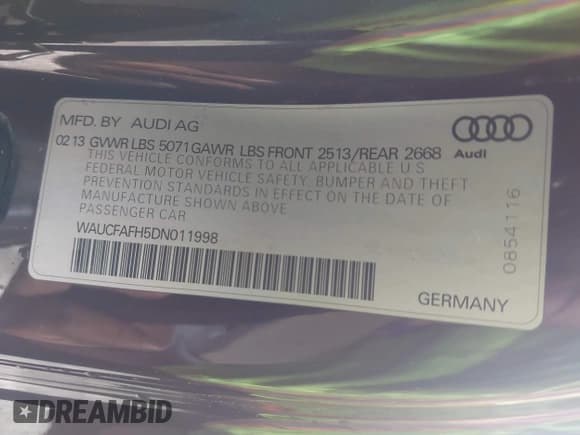 MFD. BY AUDI AG
02 13 GVWR LBS 5071 GAWR LBS FRONT 2513/REAR 2668
THIS VEHICLE CONFORMS TO ALL APPLICABLE U S
FEDERAL MOTOR VEHICLE SAFETY, BUMPER AND THEFT
PREVENTION STANDARDS IN EFFECT ON THE DATE OF
MANUFACTURE SHOWN ABOVE
PASSENGER CAR
WAUCFAFH5DN011998
Audi
0854116
GERMANY
DREAMBID